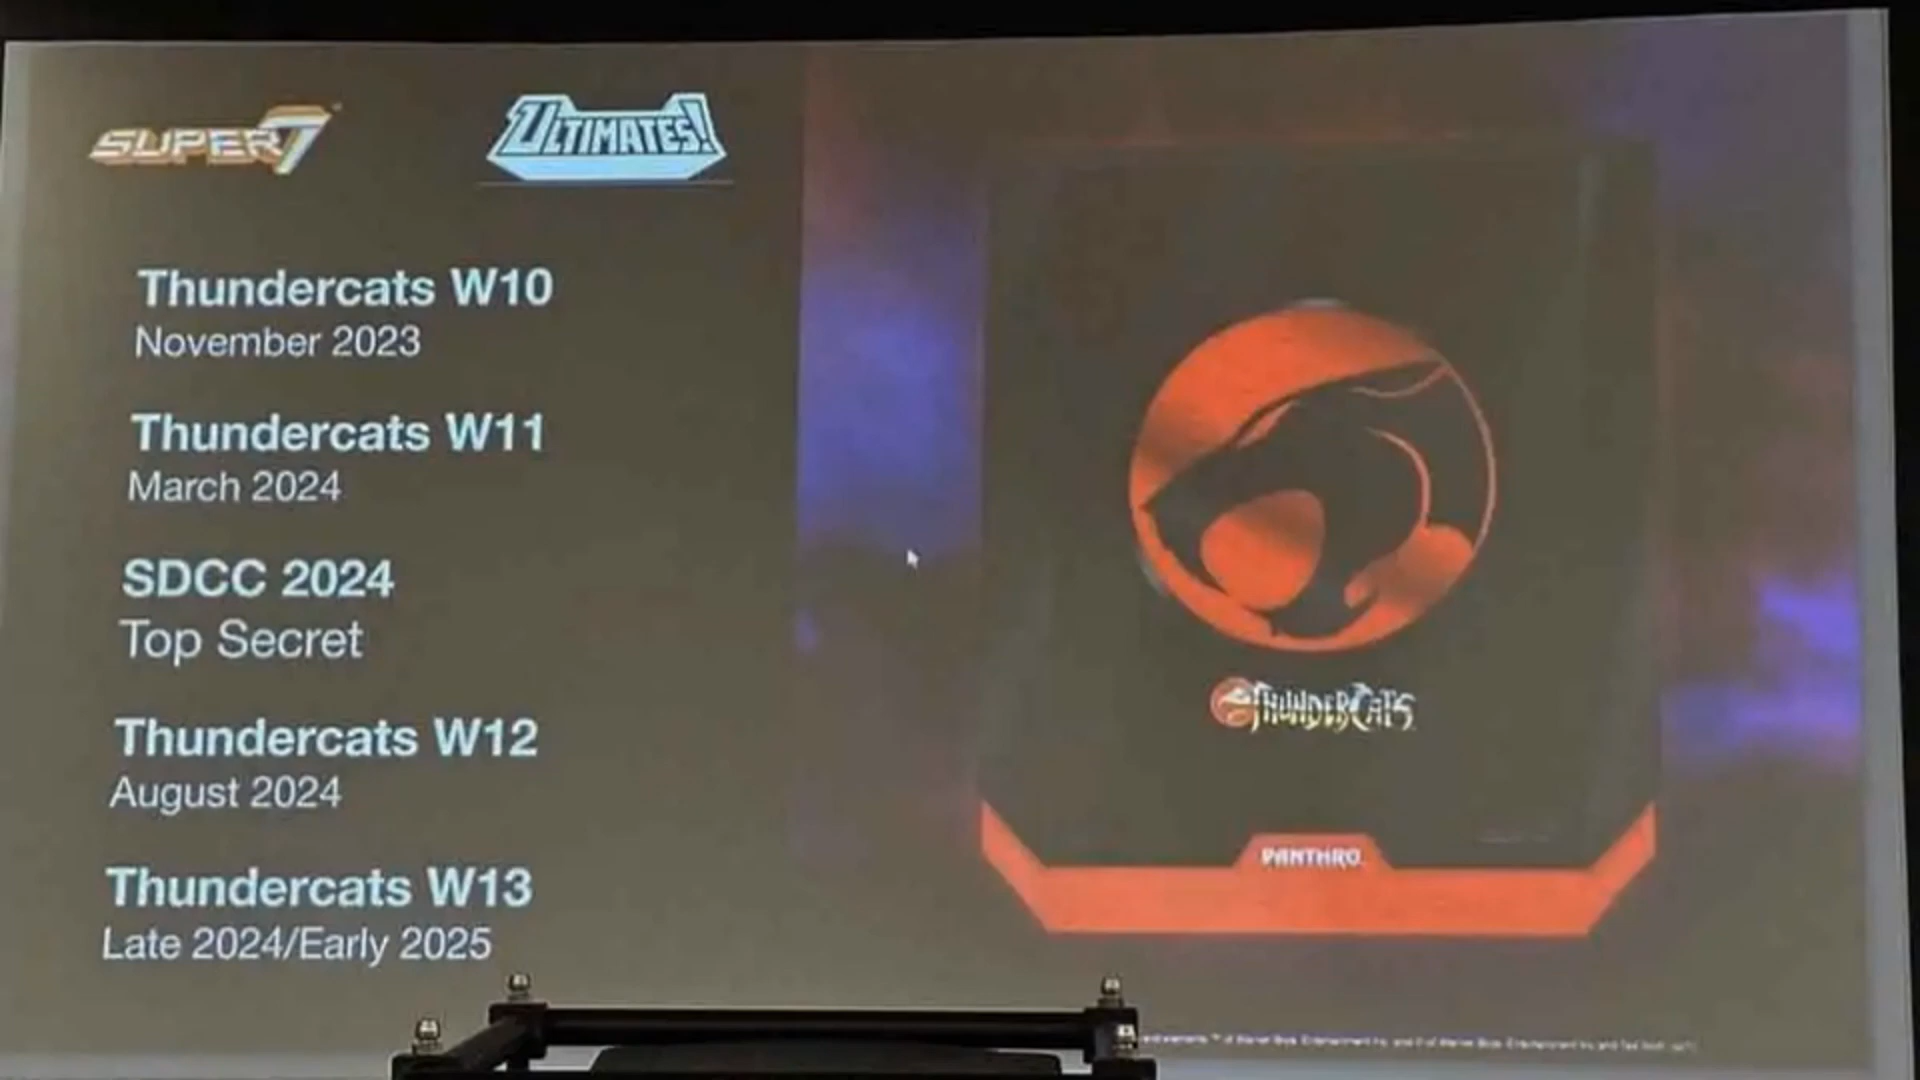 SUPER7
ULTIMATES!
Thundercats W10
November 2023
Thundercats W11
March 2024
SDCC 2024
Top Secret
Thundercats W12
August 2024
Thundercats W13
Late 2024/Early 2025
THUNDERCATS
PANTHRO